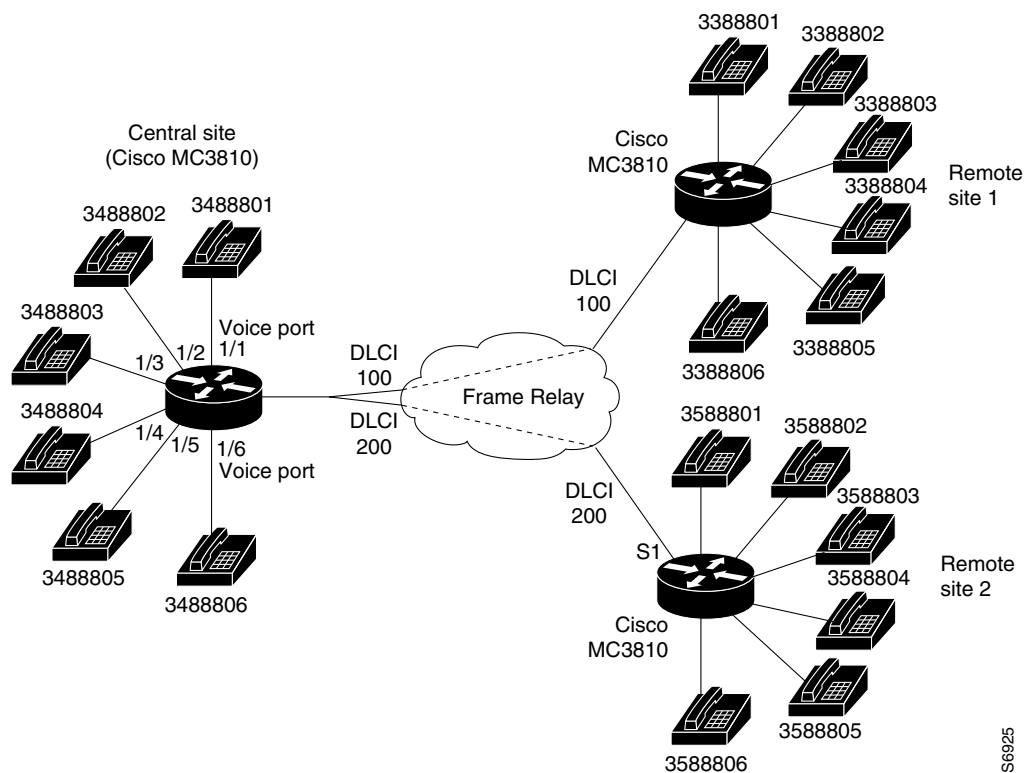 Central site
(Cisco MC3810)
3488802
3488801
3488803
Voice port
1/3
1/2
1/1
3488804
1/4
1/5
1/6
Voice port
3488805
3488806
DLCI
100
DLCI
200
Frame Relay
DLCI
100
DLCI
200
3388801
3388802
3388803
Cisco
MC3810
Remote
site 1
3388804
3388805
3388806
3588801
3588802
3588803
S1
3588804
Remote
site 2
Cisco
MC3810
3588805
3588806
S6925